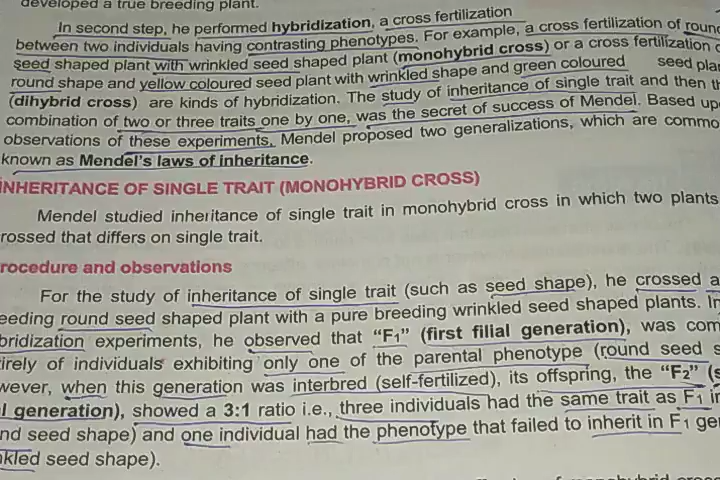 developed a true breeding plant.
In second step, he performed hybridization, a cross fertilization
between two individuals having contrasting phenotypes. For example, a cross fertilization of roun
seed shaped plant with wrinkled seed shaped plant (monohybrid cross) or a cross fertilization o
round shape and yellow coloured seed plant with wrinkled shape and green coloured seed pla
(dihybrid cross) are kinds of hybridization. The study of inheritance of single trait and then th
combination of two or three traits one by one, was the secret of success of Mendel. Based up
observations of these experiments, Mendel proposed two generalizations, which are commo
known as Mendel's laws of inheritance.
INHERITANCE OF SINGLE TRAIT (MONOHYBRID CROSS)
Mendel studied inheritance of single trait in monohybrid cross in which two plants
rossed that differs on single trait.
rocedure and observations
For the study of inheritance of single trait (such as seed shape), he crossed a
eeding round seed shaped plant with a pure breeding wrinkled seed shaped plants. In
bridization experiments, he observed that “F₁” (first filial generation), was com
tirely of individuals exhibiting only one of the parental phenotype (round seed s
wever, when this generation was interbred (self-fertilized), its offspring, the “F₂” (s
l generation), showed a 3:1 ratio i.e., three individuals had the same trait as F₁ in
nd seed shape) and one individual had the phenotype that failed to inherit in F₁ ge
nkled seed shape).